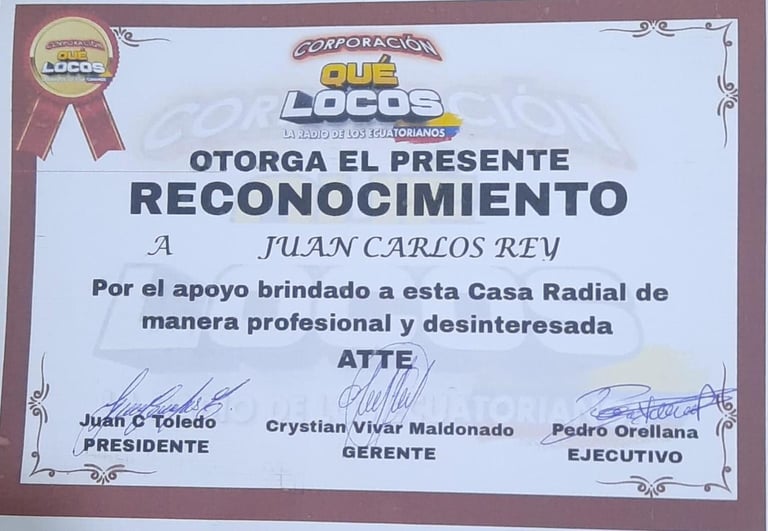 CORPORACIÓN
QUÉ
LOCOS
CORPORACIÓN
QUÉ
LOCOS
LA RADIO DE LOS ECUATORIANOS
OTORGA EL PRESENTE
RECONOCIMIENTO
A JUAN CARLOS REY
Por el apoyo brindado a esta Casa Radial de
manera profesional y desinteresada
ATTE
Juan C Toledo
PRESIDENTE
Crystian Vivar Maldonado
GERENTE
Pedro Orellana
EJECUTIVO